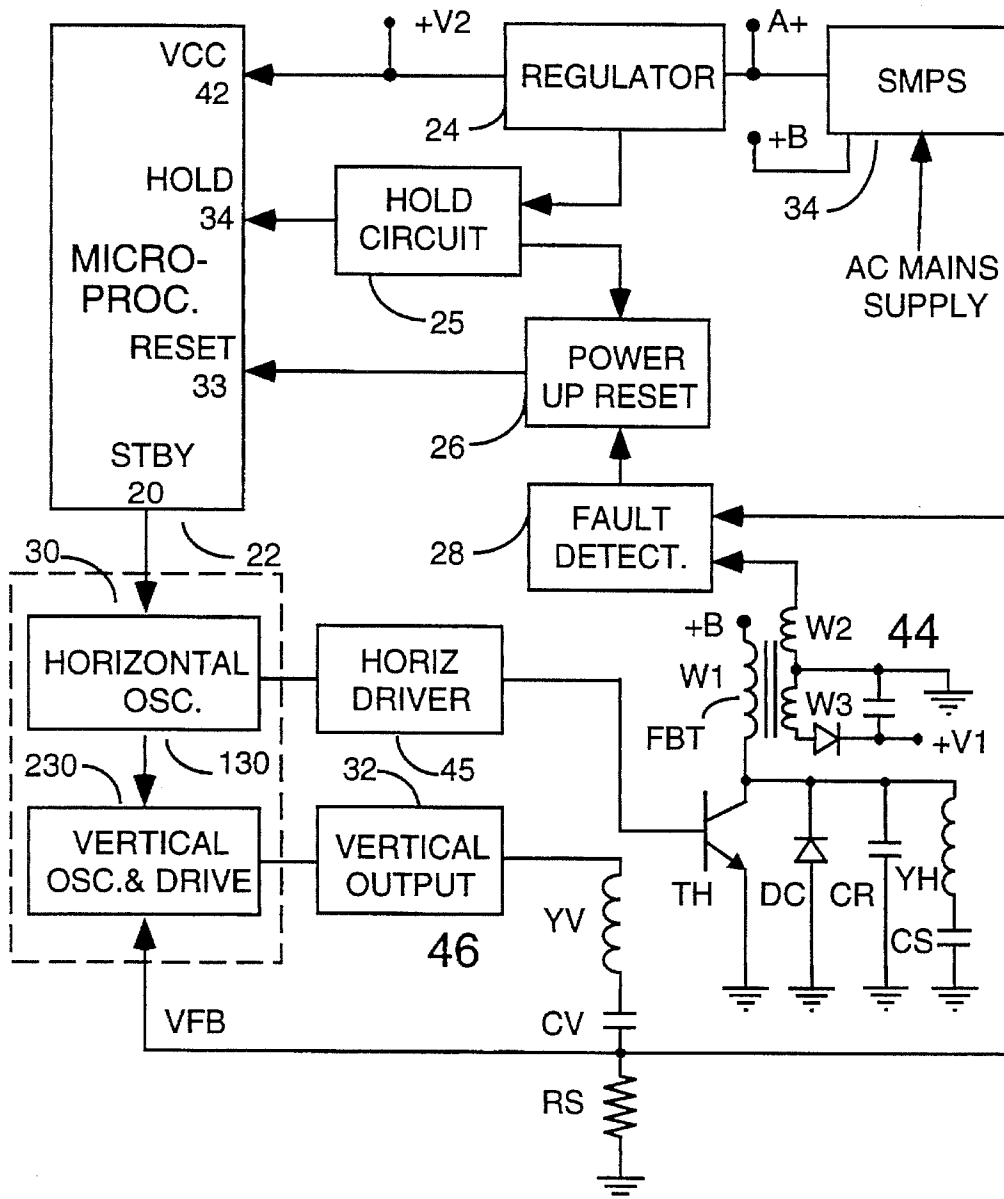 +V2
A+
VCC
42
REGULATOR
SMPS
24
+B
HOLD
34
HOLD
CIRCUIT
34
MICRO-
PROC.
AC MAINS
SUPPLY
25
RESET
33
POWER
UP RESET
26
STBY
20
FAULT
DETECT.
28
30
22
+B
W2
44
HORIZONTAL
OSC.
HORIZ
DRIVER
W1
W3
FBT
+V1
230
130
32
45
VERTICAL
OSC.& DRIVE
VERTICAL
OUTPUT
TH
DC
CR
YH
YV
46
CS
VFB
CV
RS